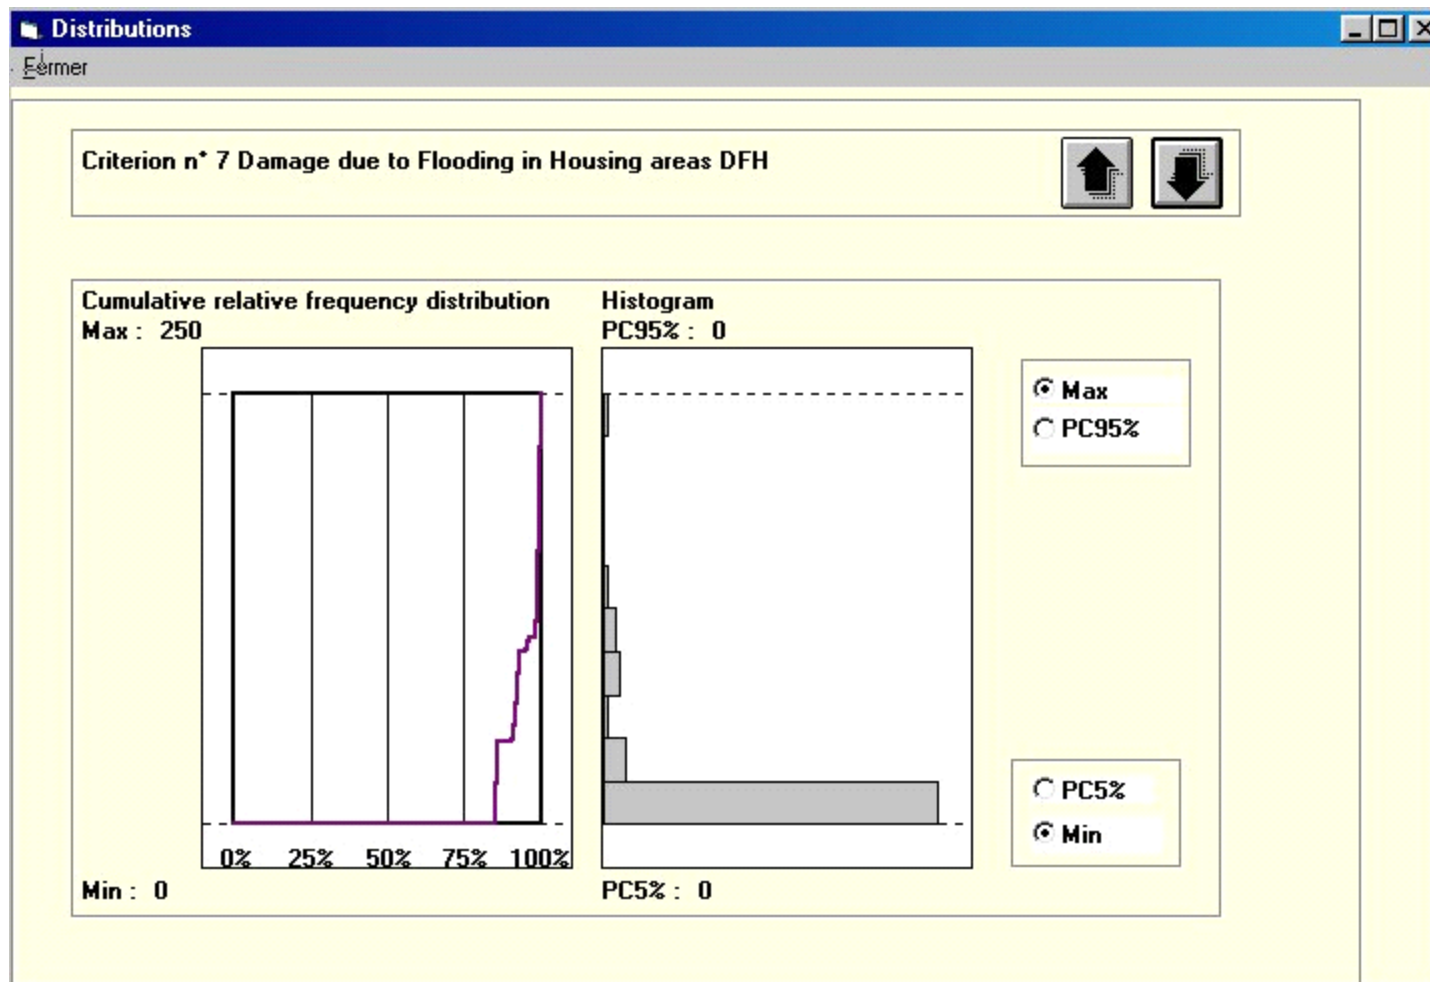 Distributions
Fermer
Criterion n° 7 Damage due to Flooding in Housing areas DFH
Cumulative relative frequency distribution
Max : 250
Histogram
PC95% : 0
Max
PC95%
0% 25% 50% 75% 100%
PC5%
Min
Min : 0
PC5% : 0